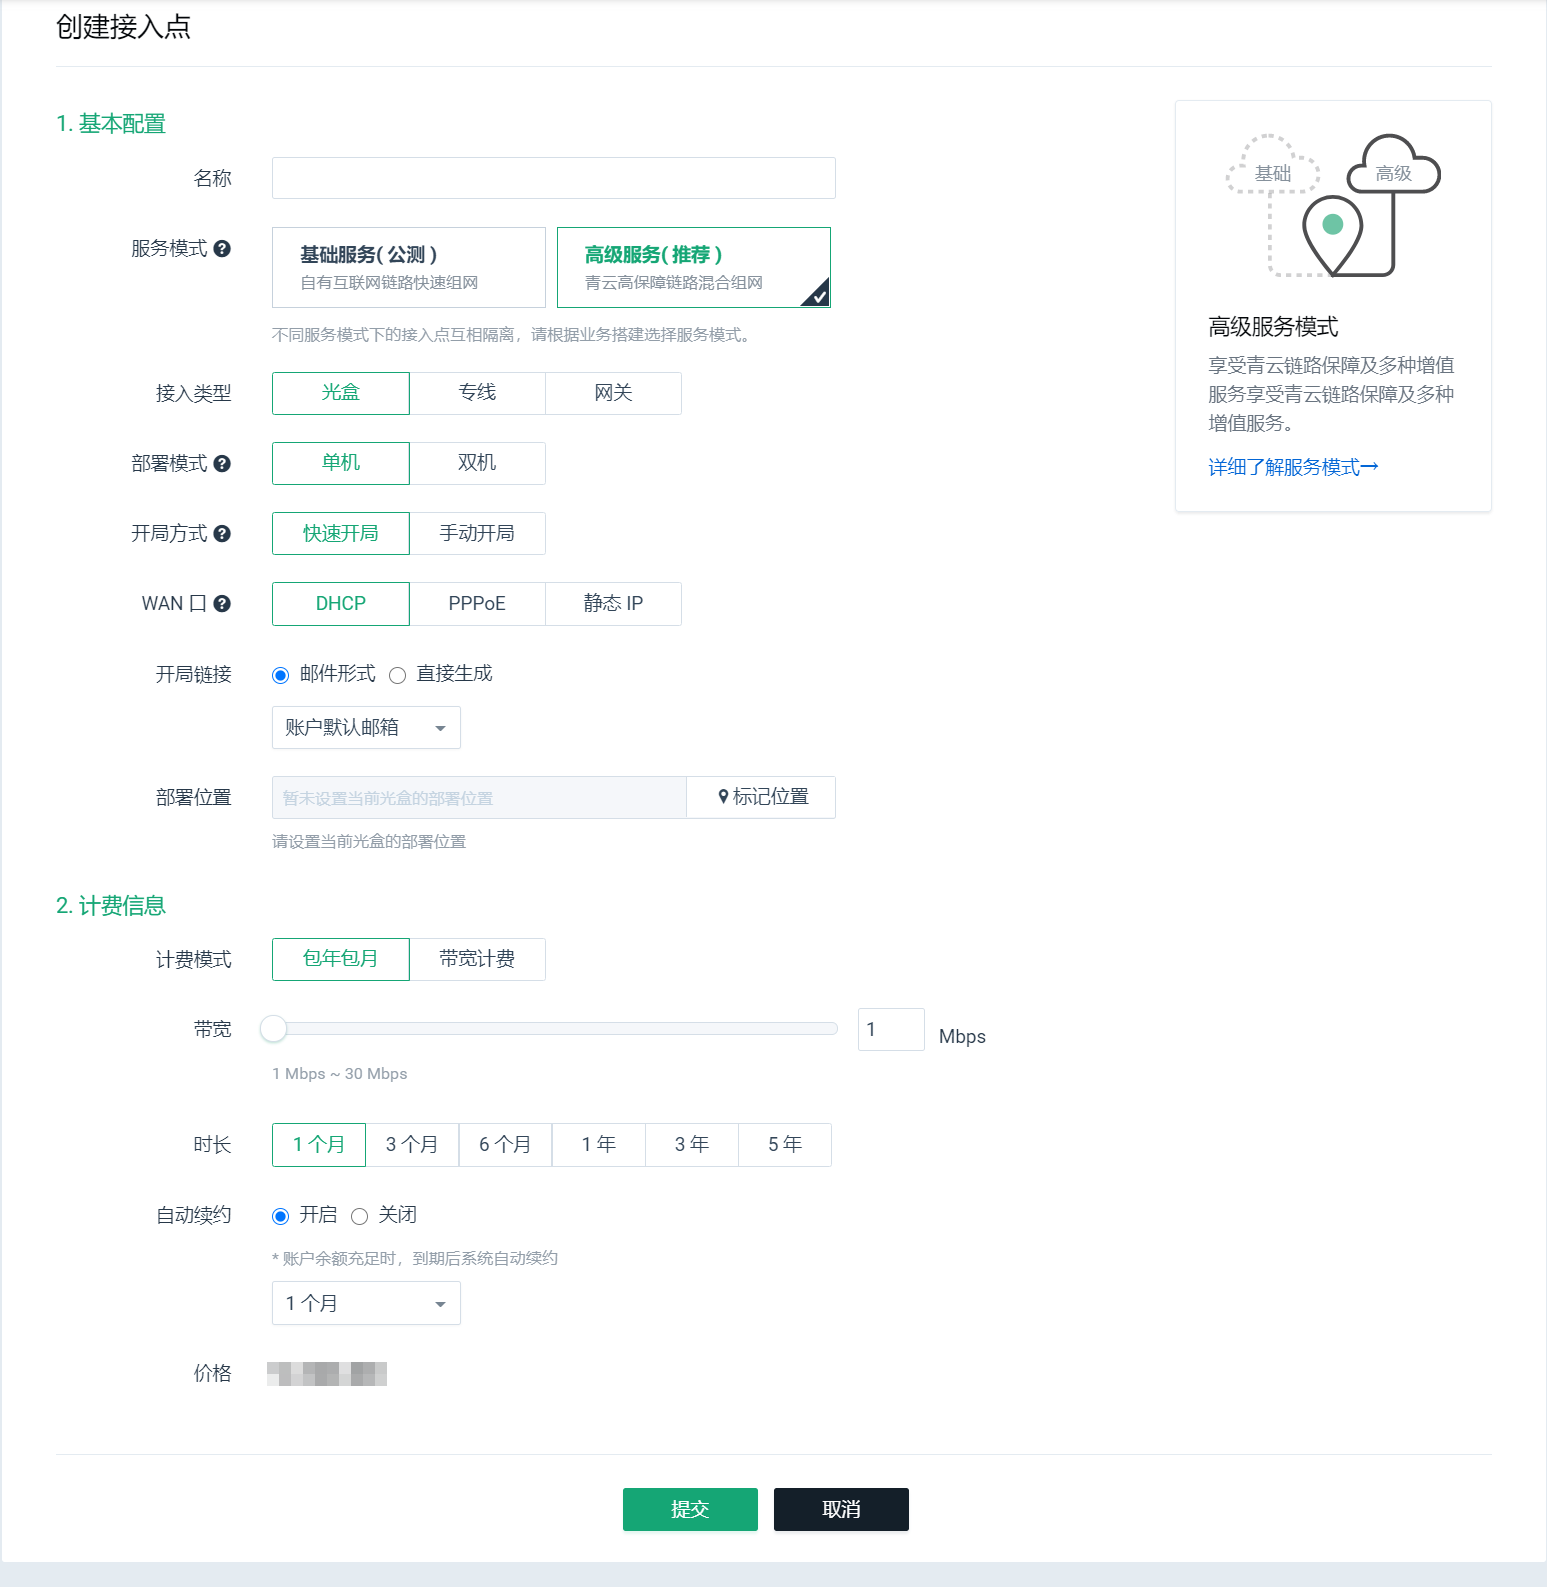 创建接入点
1. 基本配置
名称
服务模式
基础服务( 公测 )
自有互联网链路快速组网
高级服务( 推荐 )
青云高保障链路混合组网
不同服务模式下的接入点互相隔离，请根据业务搭建选择服务模式。
接入类型
光盒
专线
网关
部署模式
单机
双机
开局方式
快速开局
手动开局
WAN 口
DHCP
PPPoE
静态 IP
开局链接
邮件形式
直接生成
账户默认邮箱
部署位置
暂未设置当前光盒的部署位置
标记位置
请设置当前光盒的部署位置
2. 计费信息
计费模式
包年包月
带宽计费
带宽
1
Mbps
1 Mbps ~ 30 Mbps
时长
1 个月
3 个月
6 个月
1 年
3 年
5 年
自动续约
开启
关闭
* 账户余额充足时，到期后系统自动续约
1 个月
价格
提交
取消
基础
高级
高级服务模式
享受青云链路保障及多种增值
服务享受青云链路保障及多种
增值服务。
详细了解服务模式→